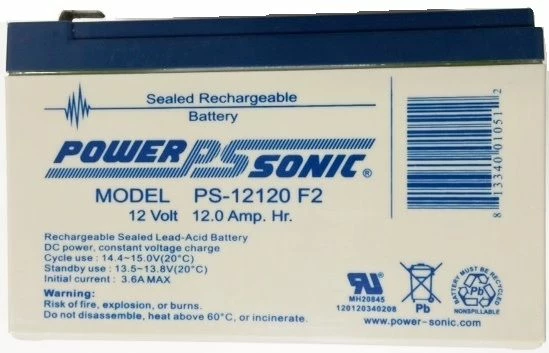 Sealed Rechargeable
Battery
POWER PS SONIC
MODEL PS-12120 F2
12 Volt 12.0 Amp. Hr.
Rechargeable Sealed Lead-Acid Battery
DC power, constant voltage charge
Cycle use : 14.4~15.0V(20°C)
Standby use : 13.5~13.8V(20°C)
Initial current : 3.6A MAX
Warning:
Risk of fire, explosion, or burns.
Do not disassemble, heat above 60°C, or incinerate.
8 13340 01051 2
RU
MH20845
120120340208
Pb
BATTERY MUST BE RECYCLED
Pb
NONSPILLABLE
www.power-sonic.com